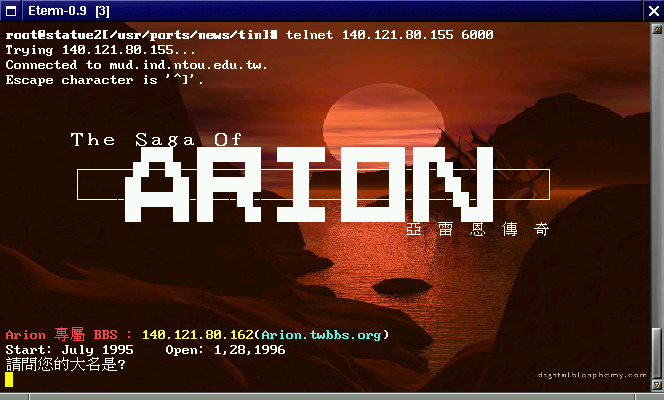 Eterm-0.9 [3]
root@statue2[/usr/ports/news/tin]# telnet 140.121.80.155 6000
Trying 140.121.80.155...
Connected to mud.ind.ntou.edu.tw.
Escape character is '^]'.
The Saga Of
ARION
亞雷恩傳奇
Arion 專屬 BBS : 140.121.80.162(Arion.twbbs.org)
Start: July 1995    Open: 1,28,1996
請問您的大名是?
digitalblasphemy.com